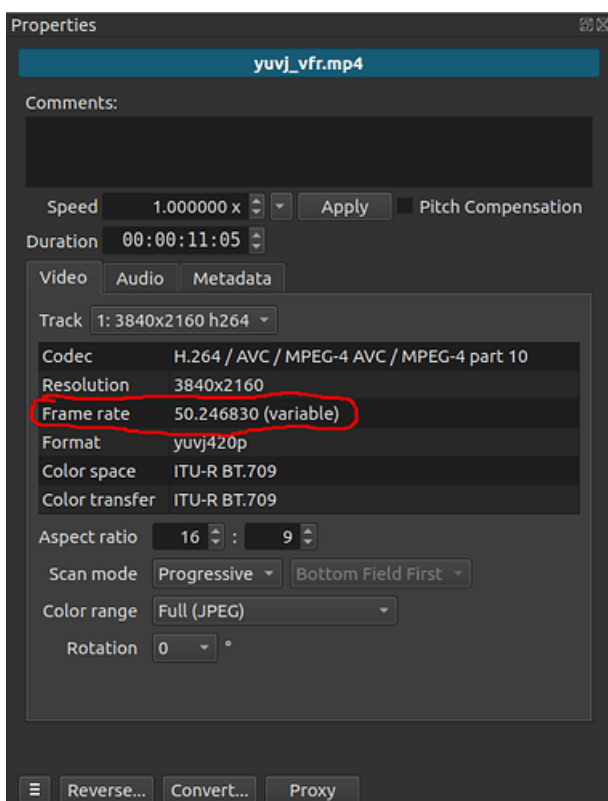 Properties
yuvj_vfr.mp4
Comments:
Speed 1.000000 x Apply Pitch Compensation
Duration 00:00:11:05
Video Audio Metadata
Track 1: 3840x2160 h264
Codec H.264 / AVC / MPEG-4 AVC / MPEG-4 part 10
Resolution 3840x2160
Frame rate 50.246830 (variable)
Format yuvj420p
Color space ITU-R BT.709
Color transfer ITU-R BT.709
Aspect ratio 16 : 9
Scan mode Progressive Bottom Field First
Color range Full (JPEG)
Rotation 0 °
Reverse... Convert... Proxy